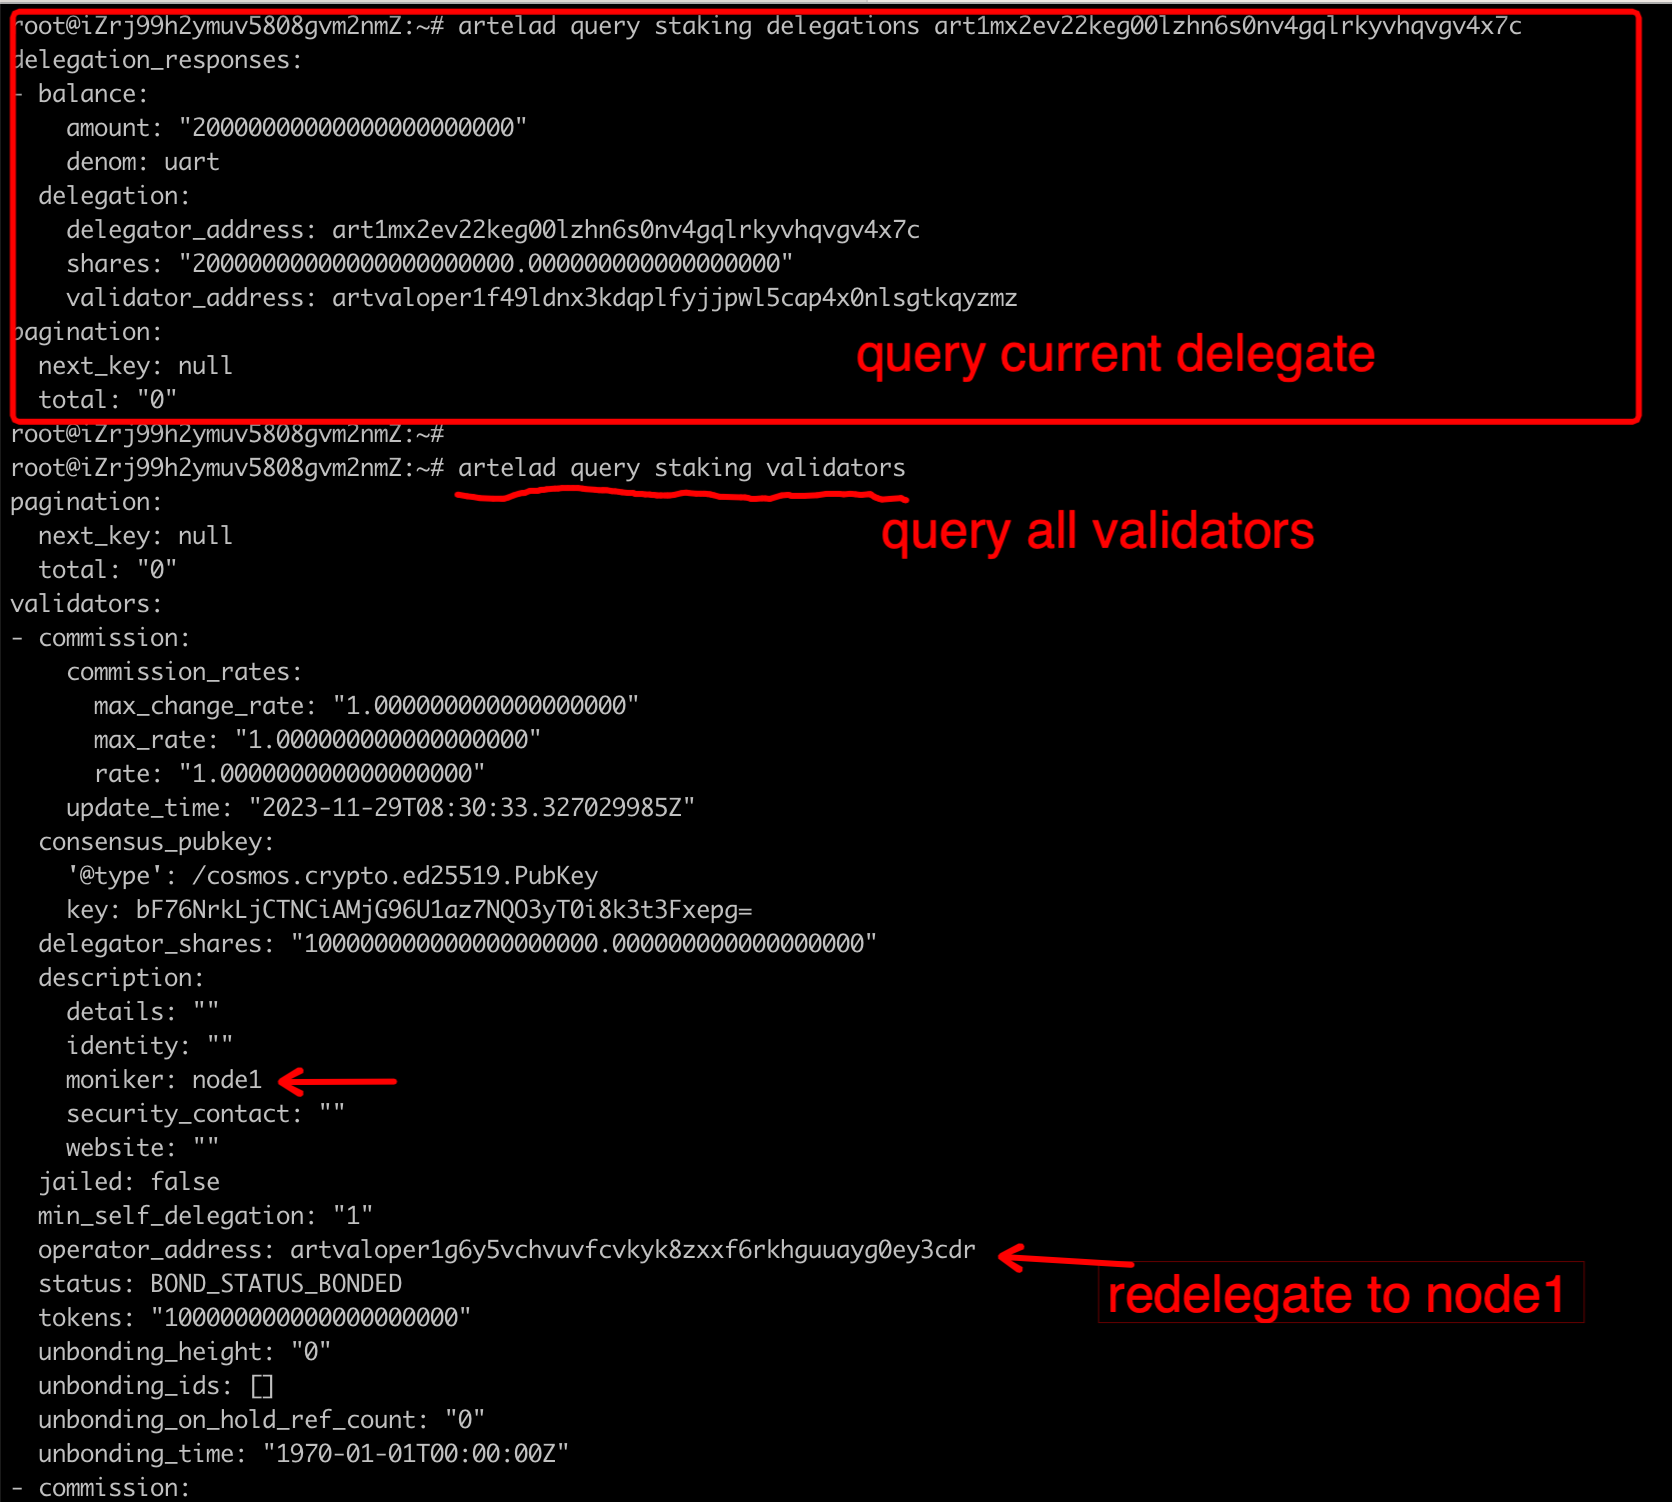 root@iZrj99h2ymuv5808gvm2nmZ:~# artelad query staking delegations art1mx2ev22keg00lzhn6s0nv4gqlrkyvhqvgv4x7c
delegation_responses:
- balance:
    amount: "20000000000000000000000"
    denom: uart
  delegation:
    delegator_address: art1mx2ev22keg00lzhn6s0nv4gqlrkyvhqvgv4x7c
    shares: "20000000000000000000000.000000000000000000"
    validator_address: artvaloper1f49ldnx3kdqplfyjjpwl5cap4x0nlsgtkqyzmz
pagination:
query current delegate
  next_key: null
  total: "0"
root@iZrj99h2ymuv5808gvm2nmZ:~#
root@iZrj99h2ymuv5808gvm2nmZ:~# artelad query staking validators
pagination:
query all validators
  next_key: null
  total: "0"
validators:
- commission:
    commission_rates:
      max_change_rate: "1.000000000000000000"
      max_rate: "1.000000000000000000"
      rate: "1.000000000000000000"
    update_time: "2023-11-29T08:30:33.327029985Z"
  consensus_pubkey:
    '@type': /cosmos.crypto.ed25519.PubKey
    key: bF76NrkLjCTNCiAMjG96U1az7NQO3yT0i8k3t3Fxepg=
  delegator_shares: "100000000000000000000.000000000000000000"
  description:
    details: ""
    identity: ""
    moniker: node1
    security_contact: ""
    website: ""
  jailed: false
  min_self_delegation: "1"
  operator_address: artvaloper1g6y5vchvuvfcvkyk8zxxf6rkhguuayg0ey3cdr
  status: BOND_STATUS_BONDED
redelegate to node1
  tokens: "100000000000000000000"
  unbonding_height: "0"
  unbonding_ids: []
  unbonding_on_hold_ref_count: "0"
  unbonding_time: "1970-01-01T00:00:00Z"
- commission: